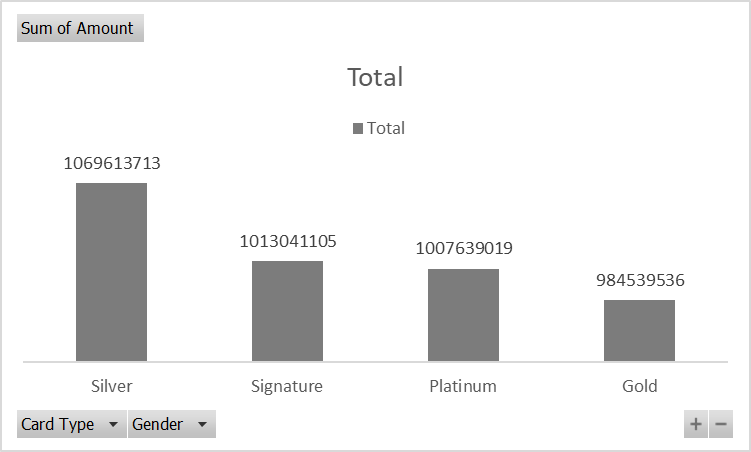 Sum of Amount
Total
Total
1069613713
1013041105
1007639019
984539536
Silver
Signature
Platinum
Gold
Card Type
Gender